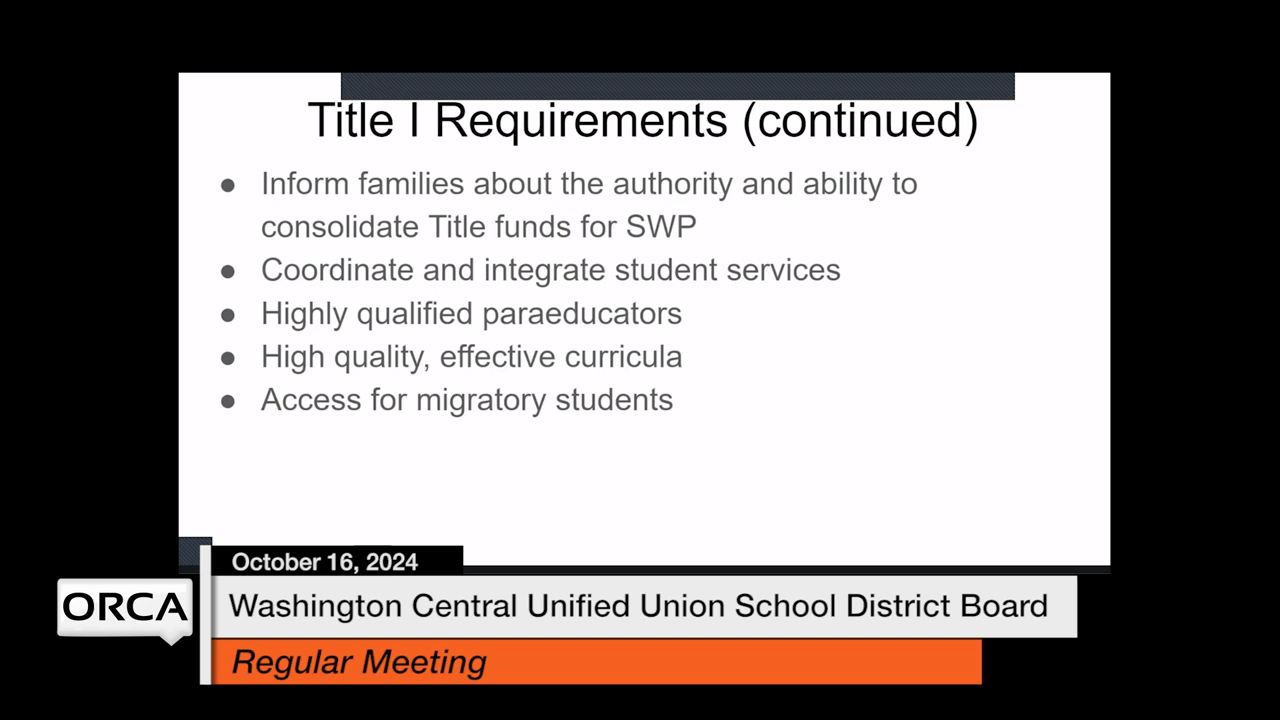 Title I Requirements (continued)
● Inform families about the authority and ability to
consolidate Title funds for SWP
● Coordinate and integrate student services
● Highly qualified paraeducators
● High quality, effective curricula
● Access for migratory students
October 16, 2024
ORCA
Washington Central Unified Union School District Board
Regular Meeting